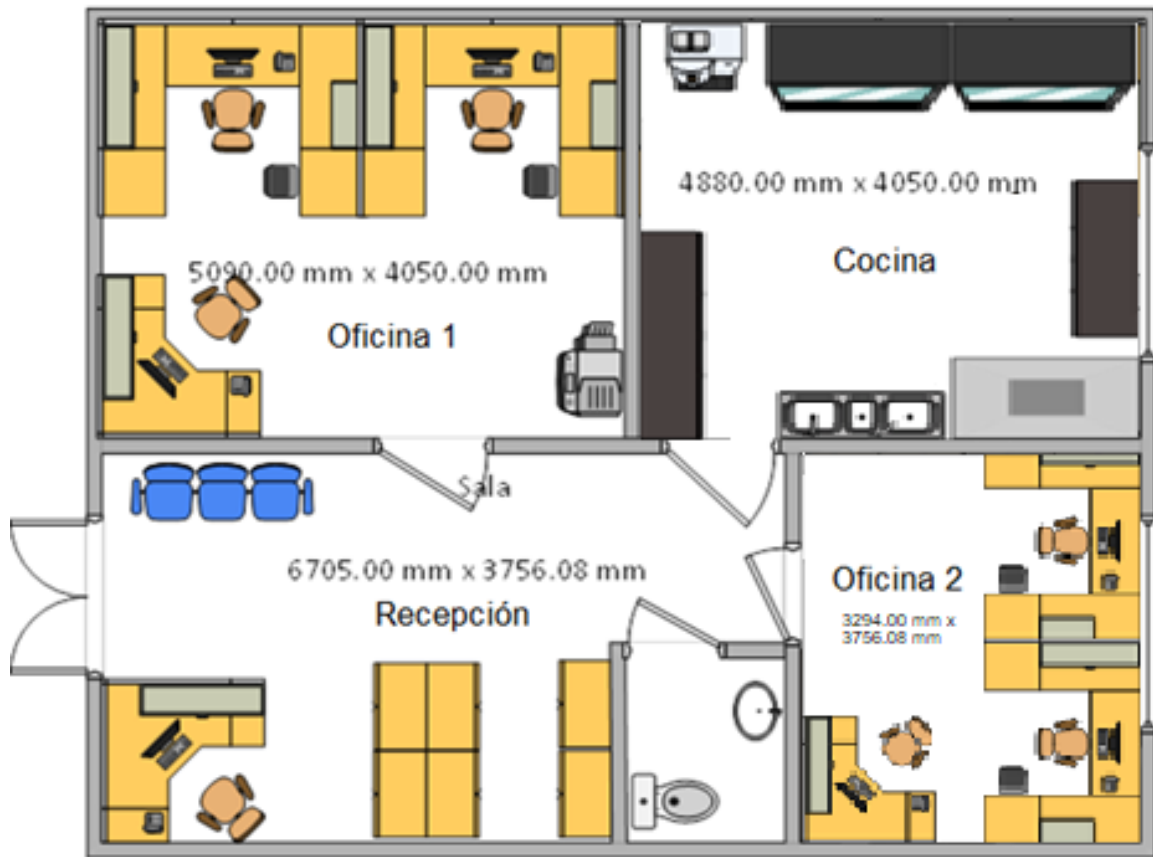 4880.00 mm x 4050.00 mm
Cocina
5090.00 mm x 4050.00 mm
Oficina 1
Sala
6705.00 mm x 3756.08 mm
Recepción
Oficina 2
3294.00 mm x
3756.08 mm